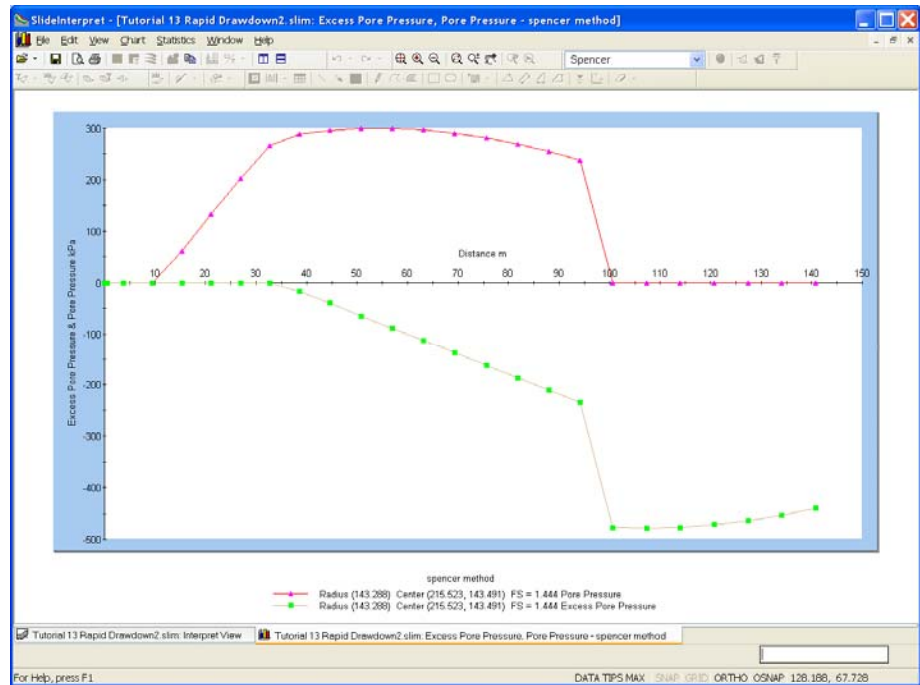 SlideInterpret - [Tutorial 13 Rapid Drawdown2.slim: Excess Pore Pressure, Pore Pressure - spencer method]
File Edit View Chart Statistics Window Help
Spencer
300
200
100
0
-100
-200
-300
-400
-500
Excess Pore Pressure & Pore Pressure kPa
Distance m
10 20 30 40 50 60 70 80 90 100 110 120 130 140 150
spencer method
Radius (143.288) Center (215.523, 143.491) FS = 1.444 Pore Pressure
Radius (143.288) Center (215.523, 143.491) FS = 1.444 Excess Pore Pressure
Tutorial 13 Rapid Drawdown2.slim: Interpret View
Tutorial 13 Rapid Drawdown2.slim: Excess Pore Pressure, Pore Pressure - spencer method
For Help, press F1
DATA TIPS MAX SNAP GRID ORTHO OSNAP 128.188, 67.728